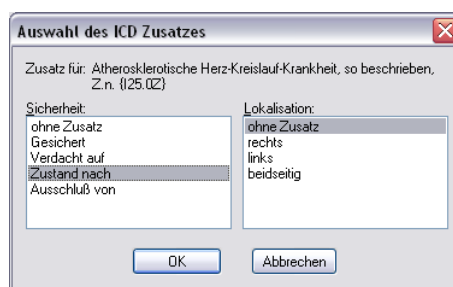 Auswahl des ICD Zusatzes
Zusatz für: Atherosklerotische Herz-Kreislauf-Krankheit, so beschrieben,
Z.n. {I25.0Z}
Sicherheit:
ohne Zusatz
Gesichert
Verdacht auf
Zustand nach
Ausschluß von
Lokalisation:
ohne Zusatz
rechts
links
beidseitig
OK
Abbrechen